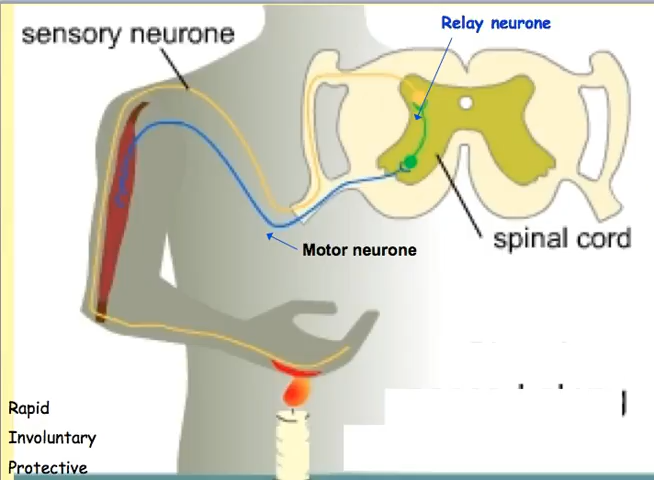 Relay neurone
sensory neurone
spinal cord
Motor neurone
Rapid
Involuntary
Protective